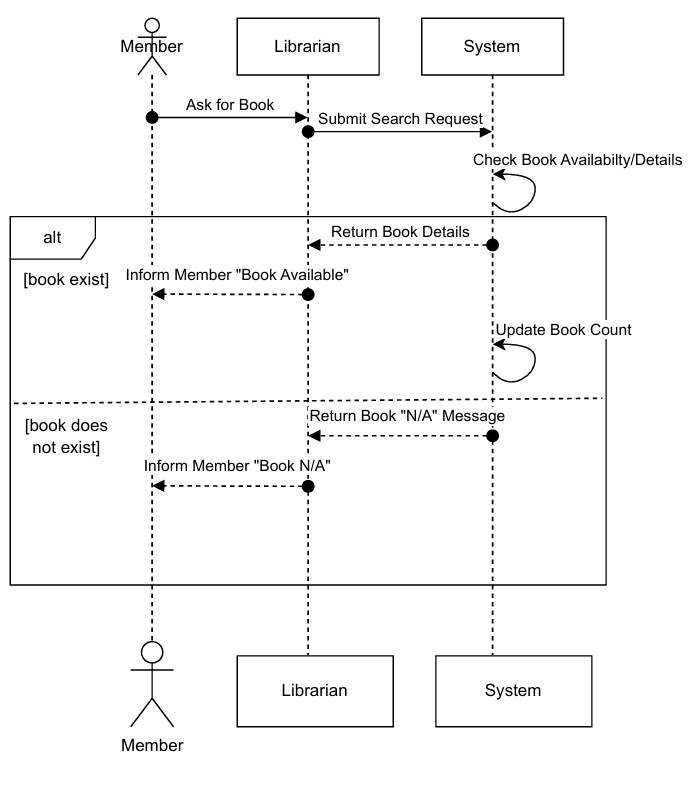 Member
Librarian
System
Ask for Book
Submit Search Request
Check Book Availabilty/Details
alt
Return Book Details
[book exist]
Inform Member "Book Available"
Update Book Count
[book does
not exist]
Return Book "N/A" Message
Inform Member "Book N/A"
Librarian
System
Member